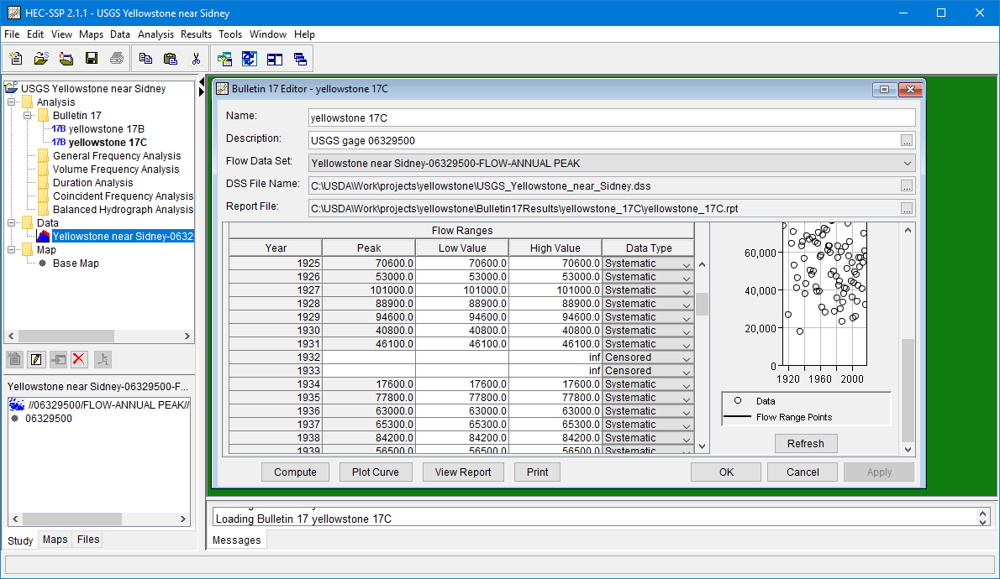 HEC-SSP 2.1.1 - USGS Yellowstone near Sidney
File Edit View Maps Data Analysis Results Tools Window Help
USGS Yellowstone near Sidney
Analysis
Bulletin 17
17B yellowstone 17B
17B yellowstone 17C
General Frequency Analysis
Volume Frequency Analysis
Duration Analysis
Coincident Frequency Analysis
Balanced Hydrograph Analysis
Data
Yellowstone near Sidney-0632
Map
Base Map
Yellowstone near Sidney-06329500-F...
//06329500/FLOW-ANNUAL PEAK//
06329500
Study Maps Files
Bulletin 17 Editor - yellowstone 17C
Name: yellowstone 17C
Description: USGS gage 06329500 ...
Flow Data Set: Yellowstone near Sidney-06329500-FLOW-ANNUAL PEAK
DSS File Name: C:\USDA\Work\projects\yellowstone\USGS_Yellowstone_near_Sidney.dss ...
Report File: C:\USDA\Work\projects\yellowstone\Bulletin17Results\yellowstone_17C\yellowstone_17C.rpt ...
Flow Ranges
Year Peak Low Value High Value Data Type
1925 70600.0 70600.0 70600.0 Systematic
1926 53000.0 53000.0 53000.0 Systematic
1927 101000.0 101000.0 101000.0 Systematic
1928 88900.0 88900.0 88900.0 Systematic
1929 94600.0 94600.0 94600.0 Systematic
1930 40800.0 40800.0 40800.0 Systematic
1931 46100.0 46100.0 46100.0 Systematic
1932 inf Censored
1933 inf Censored
1934 17600.0 17600.0 17600.0 Systematic
1935 77800.0 77800.0 77800.0 Systematic
1936 63000.0 63000.0 63000.0 Systematic
1937 65300.0 65300.0 65300.0 Systematic
1938 84200.0 84200.0 84200.0 Systematic
1939 56500.0 56500.0 56500.0 Systematic
60,000
40,000
20,000
0
1920 1960 2000
Data
Flow Range Points
Refresh
Compute Plot Curve View Report Print OK Cancel Apply
Loading Bulletin 17 yellowstone 17C
Messages